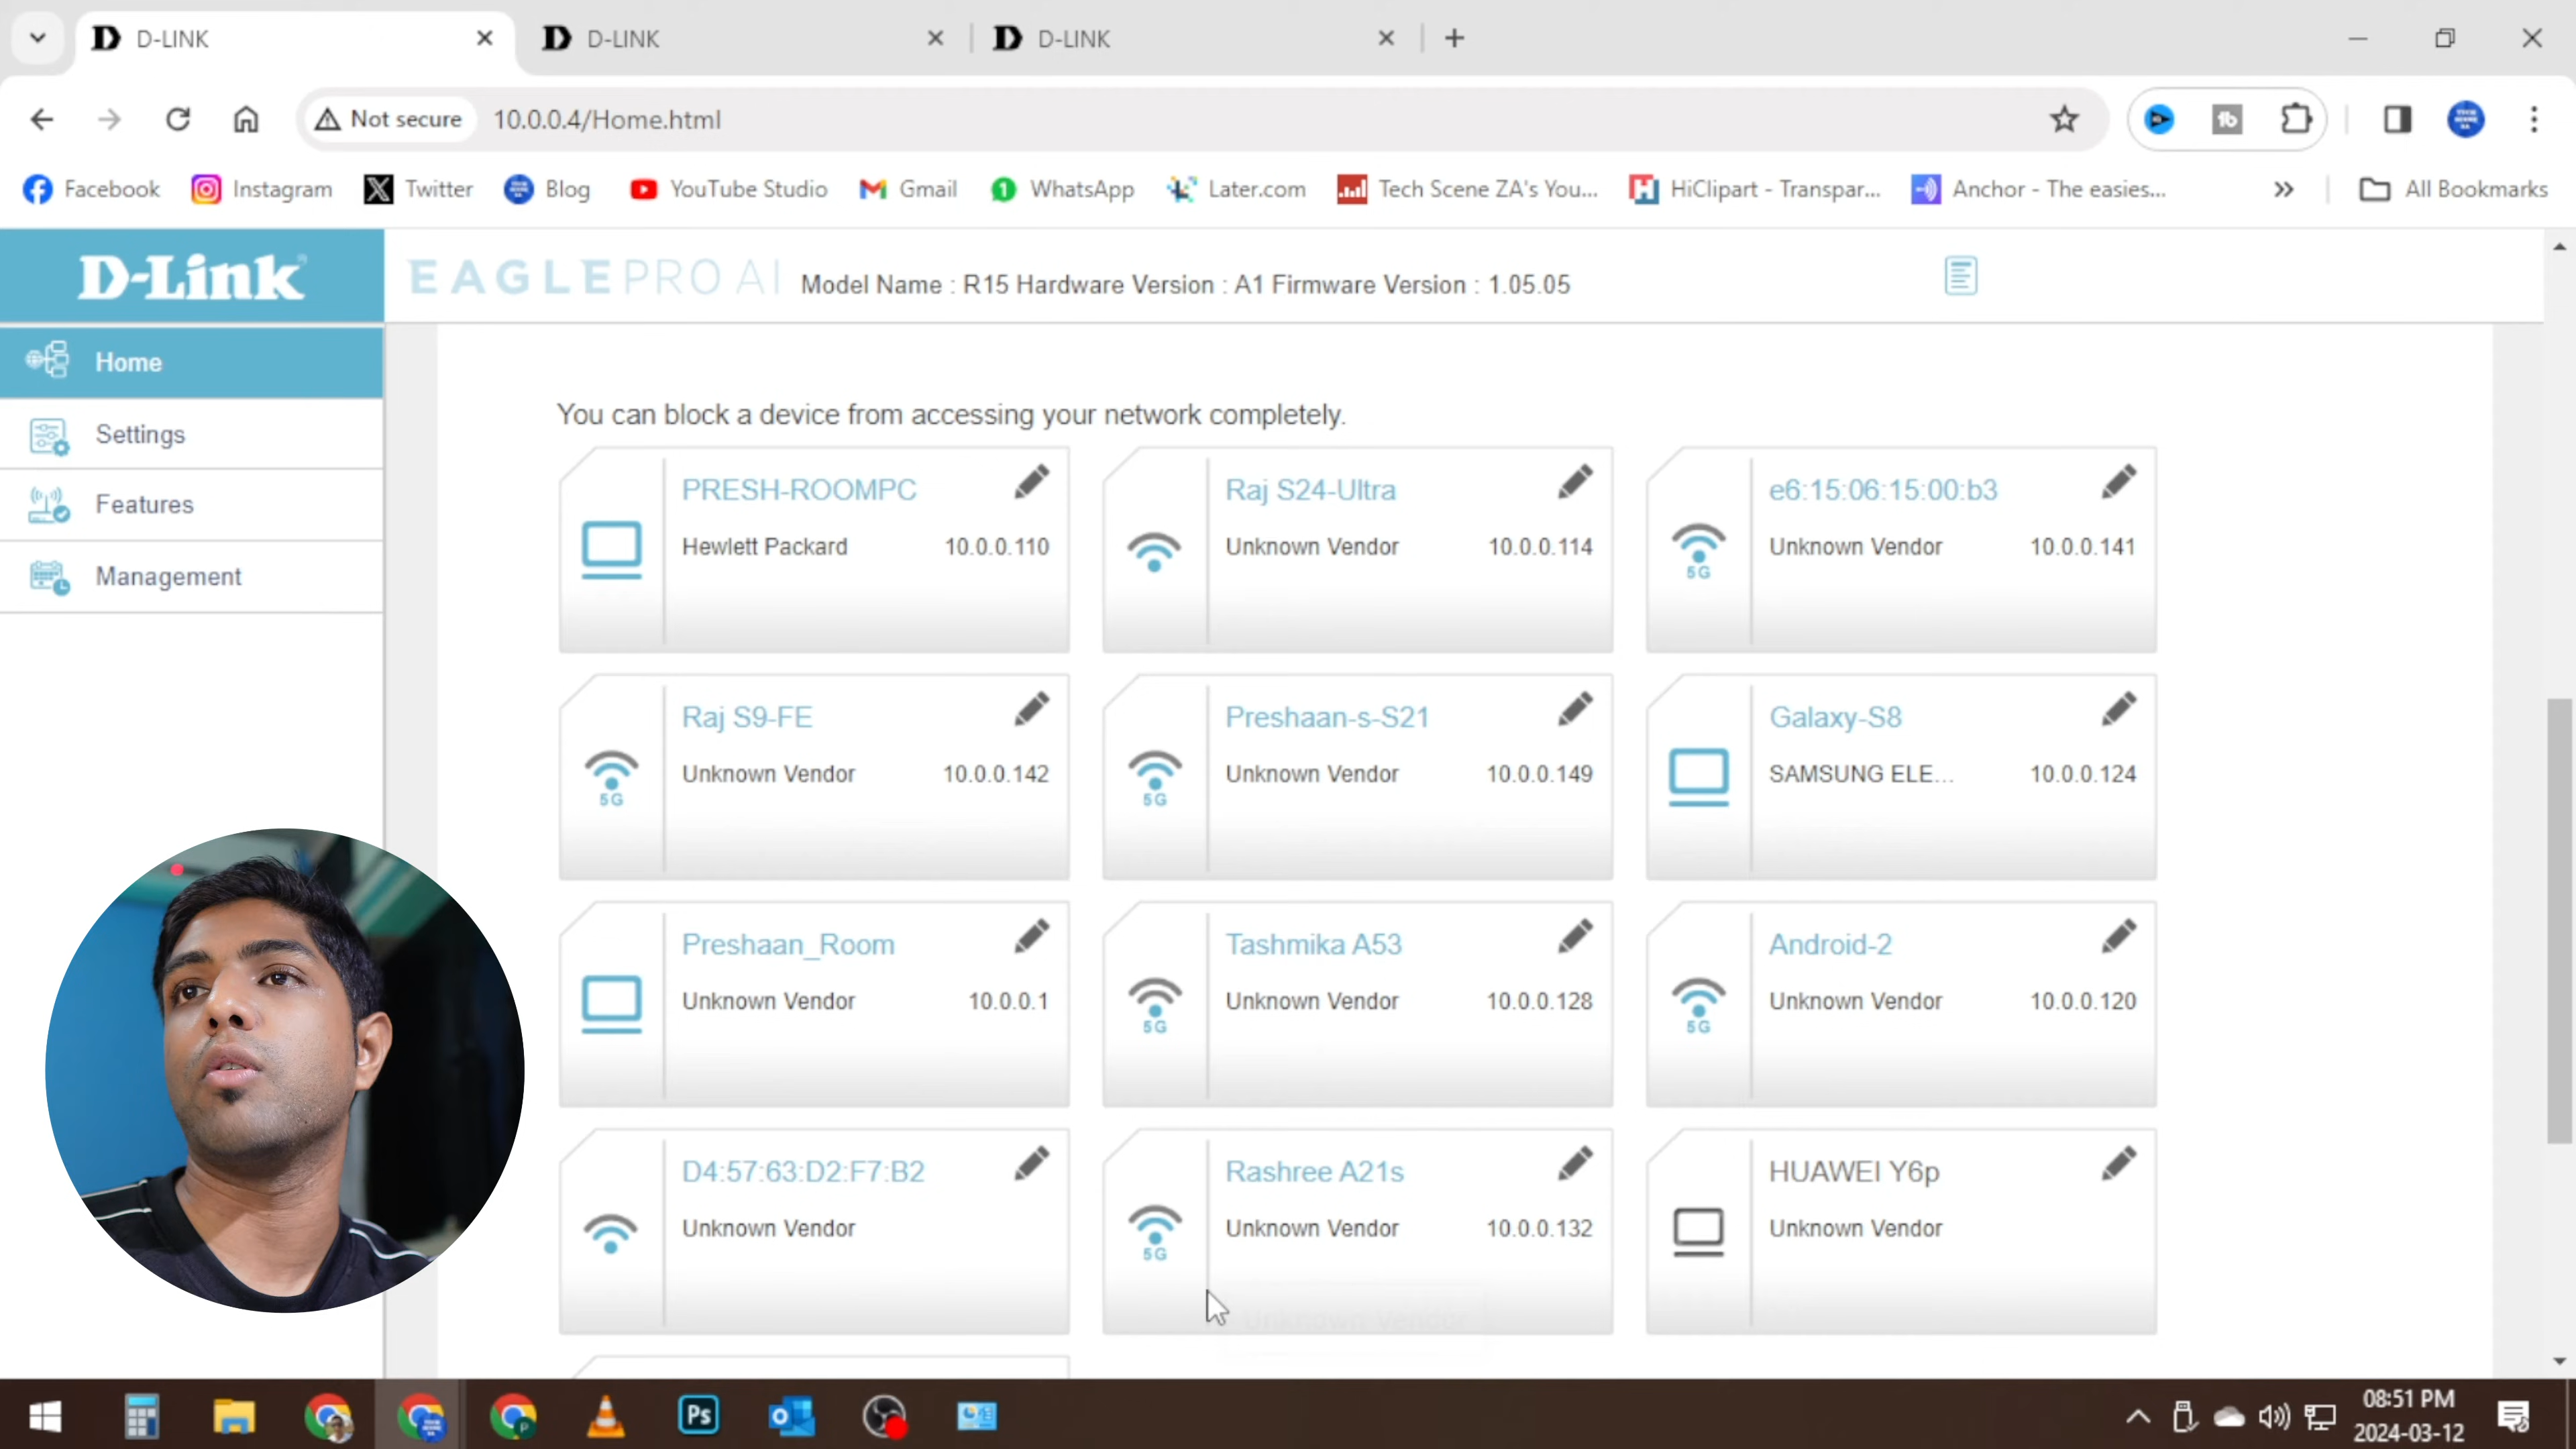 D-LINK
D-LINK
D-LINK
Not secure 10.0.0.4/Home.html
Facebook Instagram Twitter Blog YouTube Studio Gmail WhatsApp Later.com Tech Scene ZA's You... HiClipart - Transpar... Anchor - The easies... All Bookmarks
D-Link EAGLE PRO AI Model Name : R15 Hardware Version : A1 Firmware Version : 1.05.05
Home
Settings
Features
Management
You can block a device from accessing your network completely.
PRESH-ROOMPC
Hewlett Packard 10.0.0.110
Raj S24-Ultra
Unknown Vendor 10.0.0.114
e6:15:06:15:00:b3
Unknown Vendor 10.0.0.141
5G
Raj S9-FE
Unknown Vendor 10.0.0.142
5G
Preshaan-s-S21
Unknown Vendor 10.0.0.149
5G
Galaxy-S8
SAMSUNG ELE... 10.0.0.124
Preshaan_Room
Unknown Vendor 10.0.0.1
Tashmika A53
Unknown Vendor 10.0.0.128
5G
Android-2
Unknown Vendor 10.0.0.120
5G
D4:57:63:D2:F7:B2
Unknown Vendor
Rashree A21s
Unknown Vendor 10.0.0.132
5G
Unknown Vendor
HUAWEI Y6p
Unknown Vendor
Ps
08:51 PM
2024-03-12